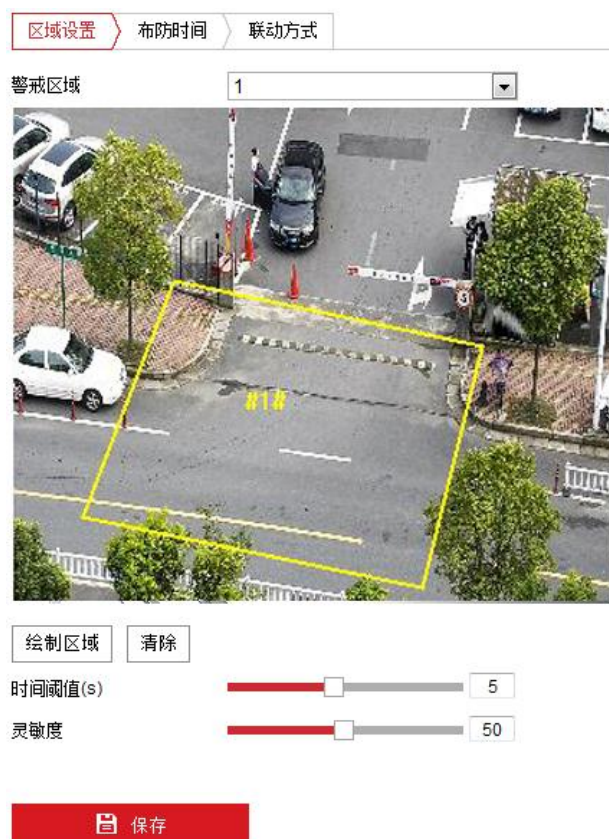 区域设置 布防时间 联动方式
警戒区域 1
#1#
绘制区域 清除
时间阈值(s) 5
灵敏度 50
保存